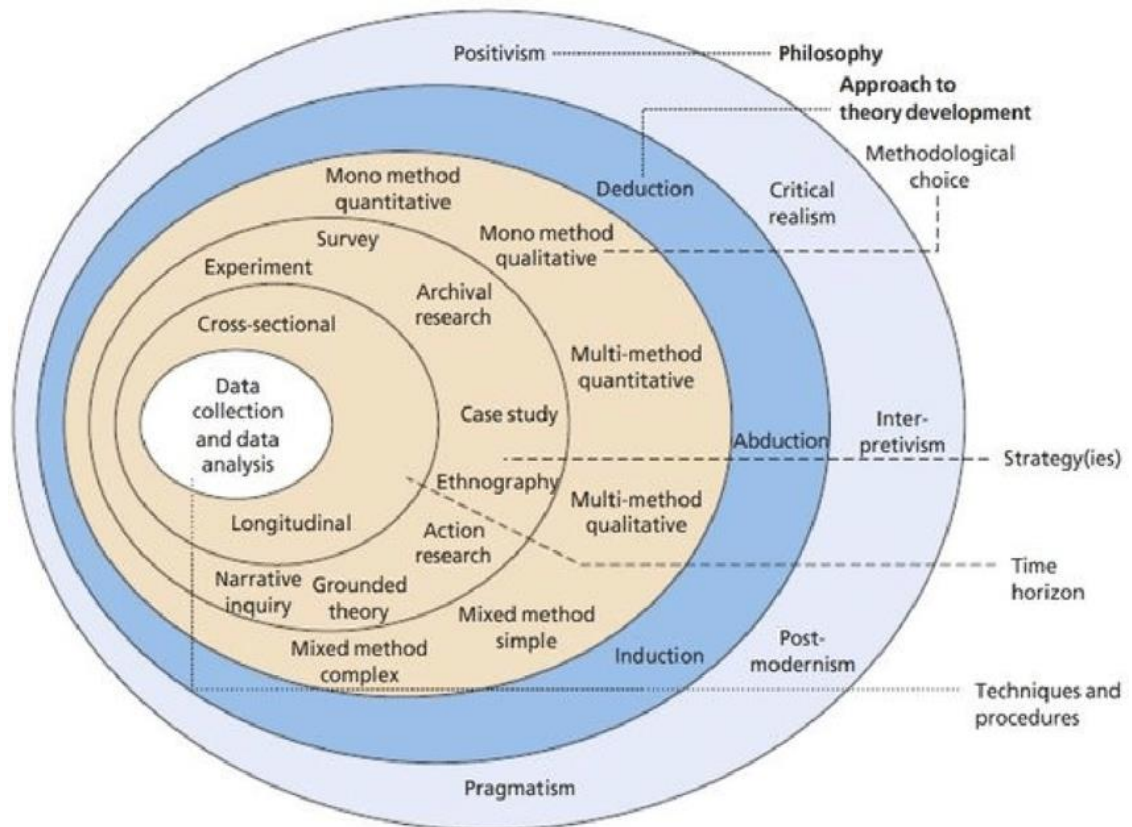 Positivism
Philosophy
Approach to
theory development
Methodological
choice
Deduction
Critical
realism
Mono method
quantitative
Mono method
qualitative
Survey
Experiment
Archival
research
Cross-sectional
Multi-method
quantitative
Data
collection
and data
analysis
Case study
Abduction
Inter-
pretivism
Strategy(ies)
Ethnography
Multi-method
qualitative
Longitudinal
Action
research
Time
horizon
Narrative
inquiry
Grounded
theory
Mixed method
simple
Mixed method
complex
Induction
Post-
modernism
Techniques and
procedures
Pragmatism